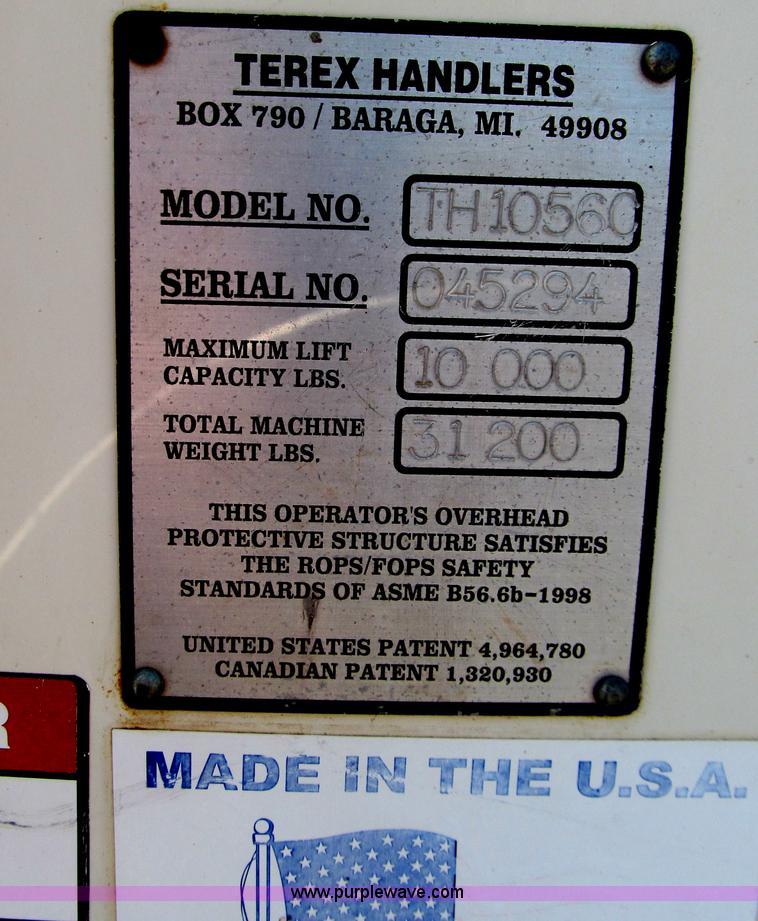 TEREX HANDLERS
BOX 790 / BARAGA, MI. 49908
MODEL NO. TH10560
SERIAL NO. 045294
MAXIMUM LIFT
CAPACITY LBS. 10 000
TOTAL MACHINE
WEIGHT LBS. 31 200
THIS OPERATOR'S OVERHEAD
PROTECTIVE STRUCTURE SATISFIES
THE ROPS/FOPS SAFETY
STANDARDS OF ASME B56.6b-1998
UNITED STATES PATENT 4,964,780
CANADIAN PATENT 1,320,930
R
MADE IN THE U.S.A.
www.purplewave.com